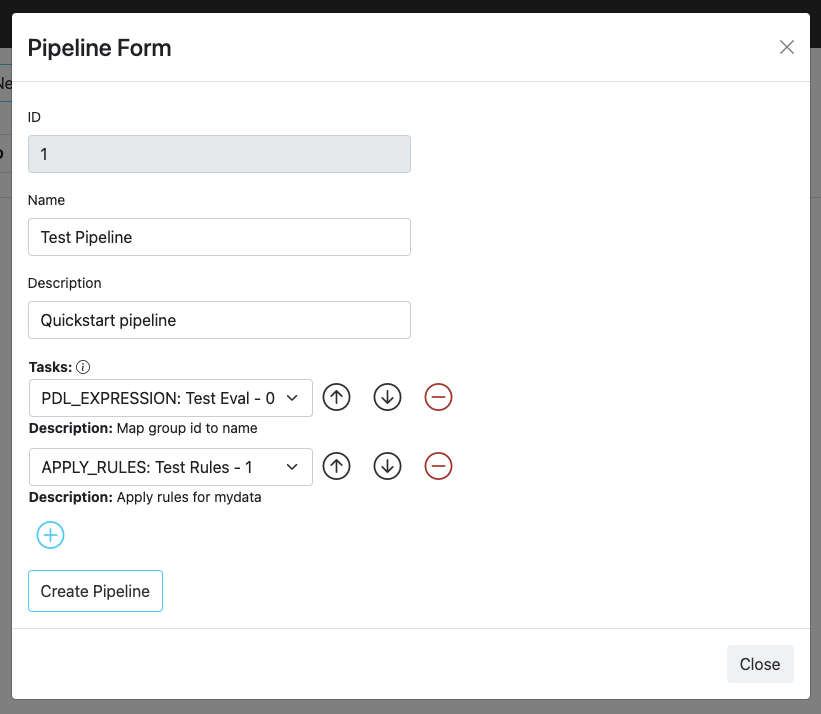 Pipeline Form
ID
1
Name
Test Pipeline
Description
Quickstart pipeline
Tasks:
PDL_EXPRESSION: Test Eval - 0
Description: Map group id to name
APPLY_RULES: Test Rules - 1
Description: Apply rules for mydata
Create Pipeline
Close